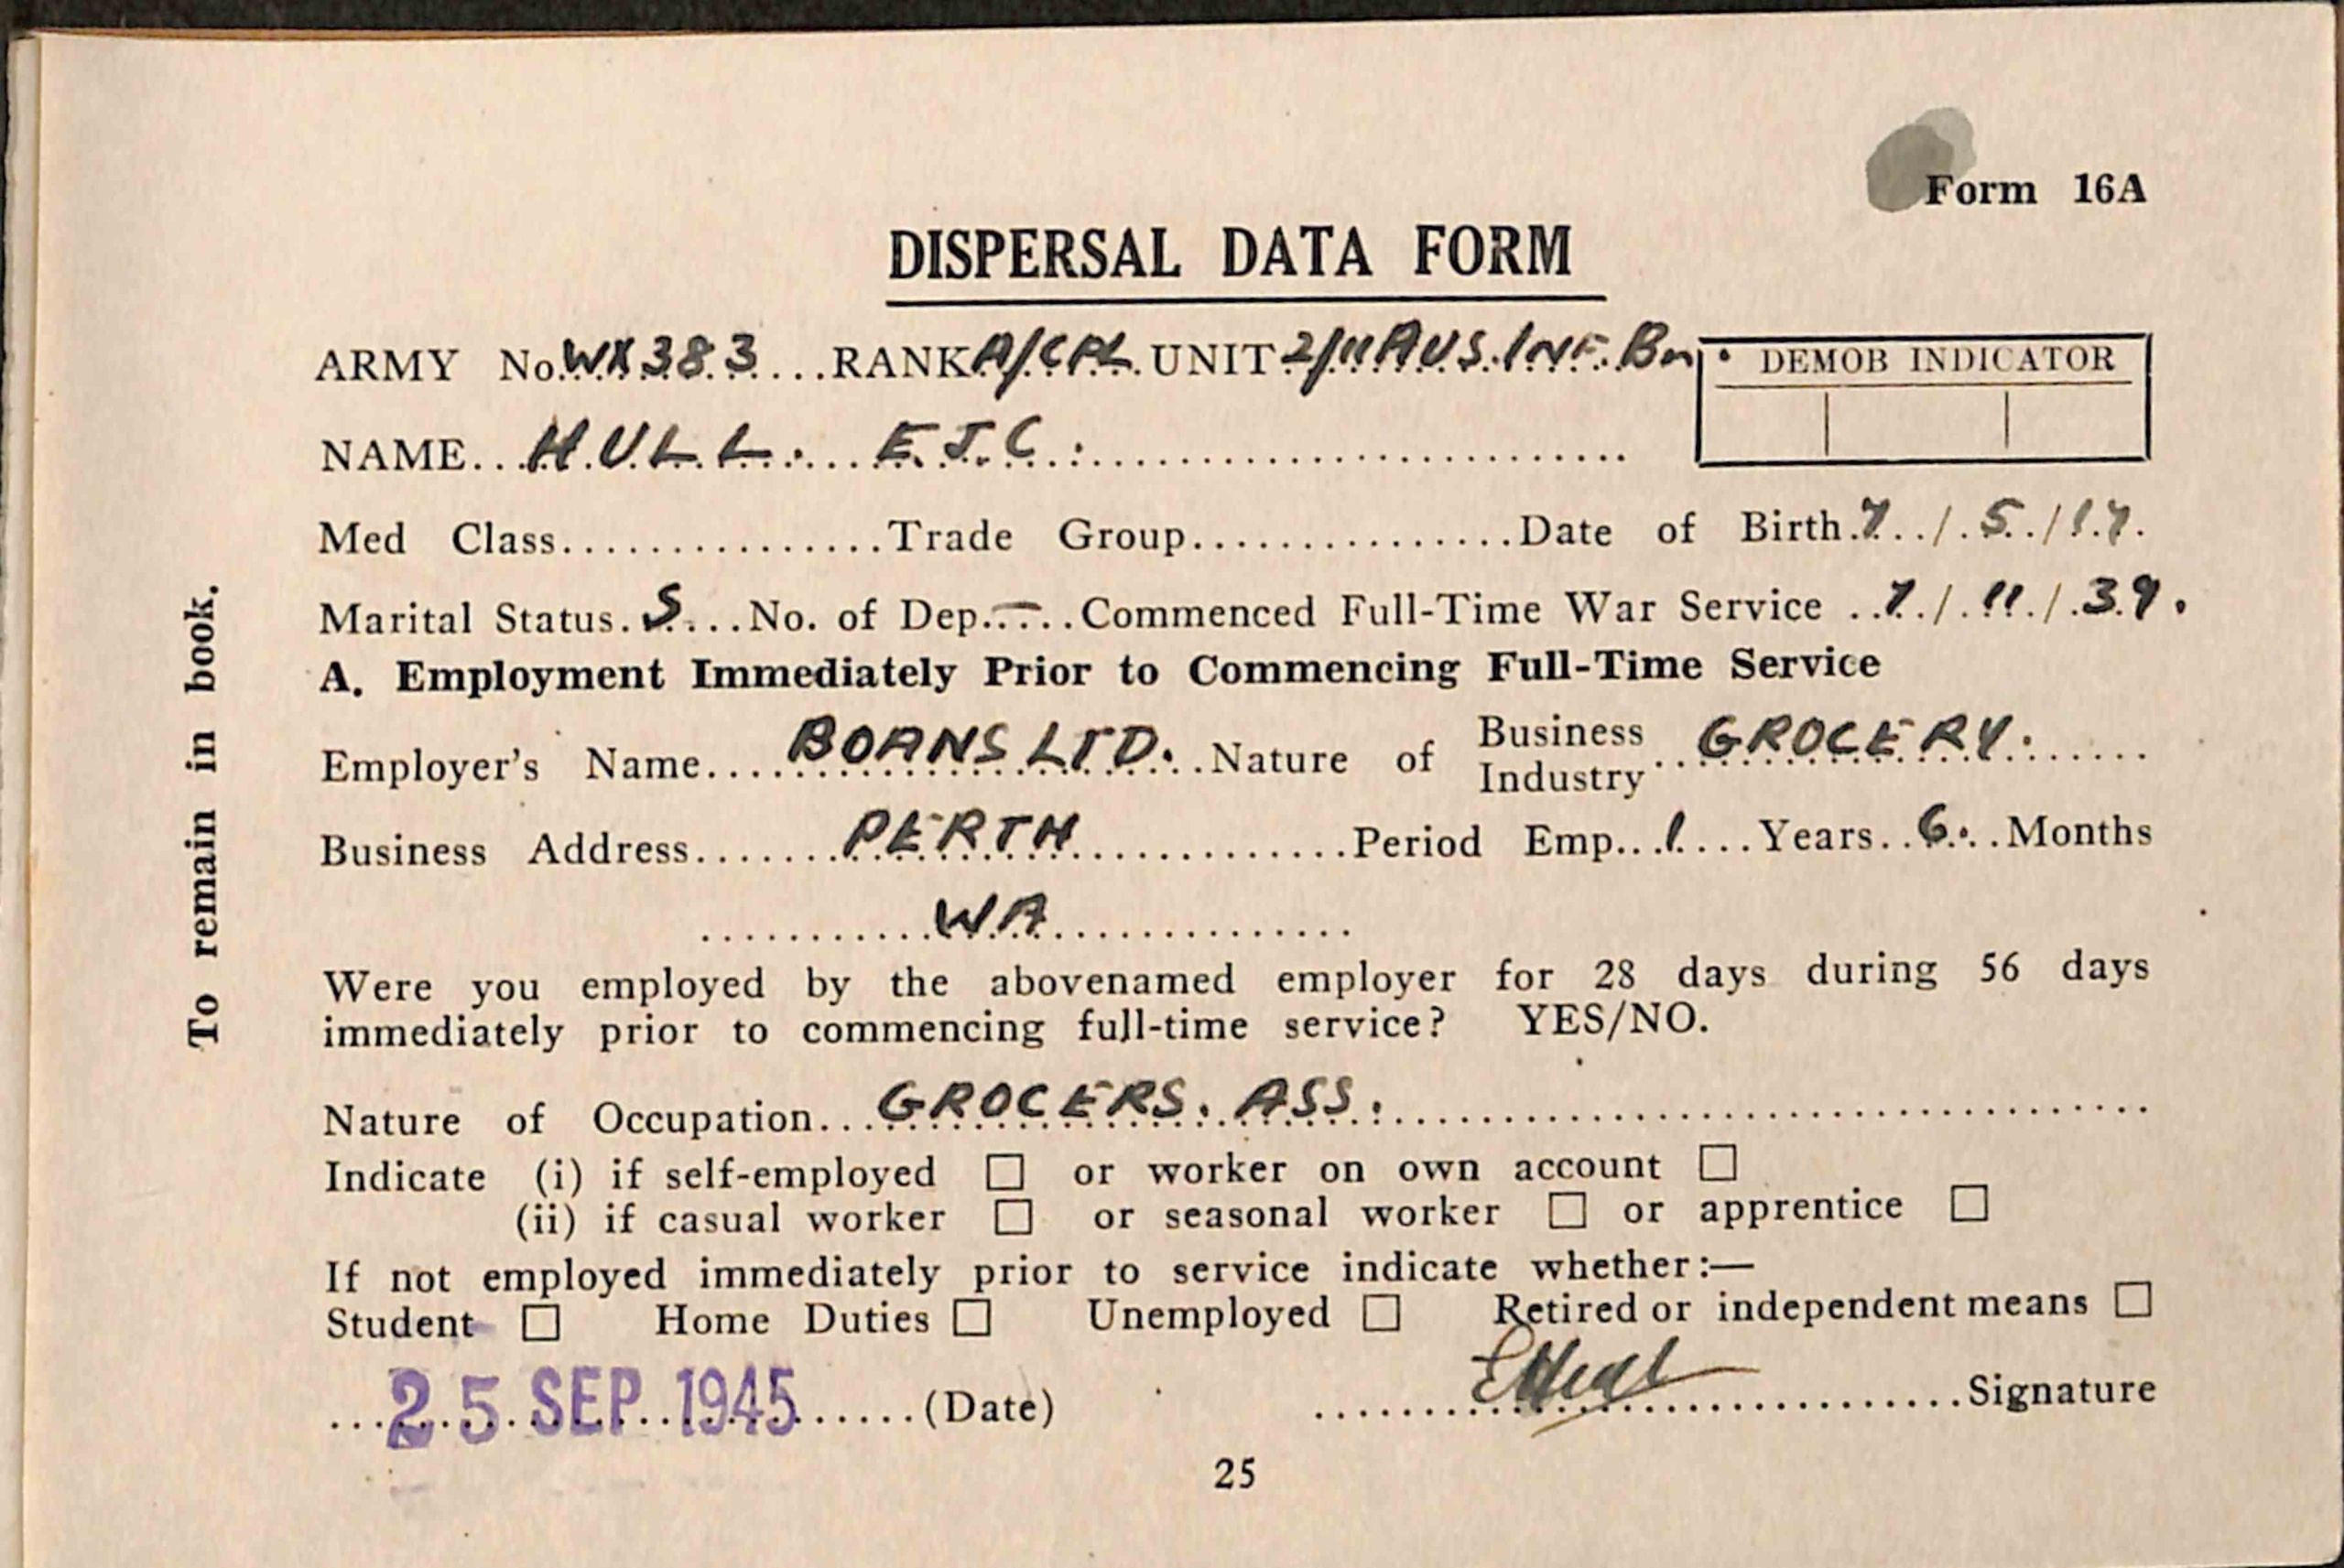 Form 16A
DISPERSAL DATA FORM
ARMY No. WX383 RANK A/CPL UNIT 2/11 AUS. INF. Bn
DEMOB INDICATOR
NAME HULL. E.J.C.
Med Class Trade Group Date of Birth 7/5/17.
Marital Status. S No. of Dep. — Commenced Full-Time War Service 7/11/39.
A. Employment Immediately Prior to Commencing Full-Time Service
Employer's Name BOANS LTD. Nature of Business Industry GROCERY.
Business Address PERTH Period Emp. 1 Years 6. Months
WA
Were you employed by the abovenamed employer for 28 days during 56 days
immediately prior to commencing full-time service? YES/NO.
Nature of Occupation GROCERS. ASS.
Indicate (i) if self-employed □ or worker on own account □
(ii) if casual worker □ or seasonal worker □ or apprentice □
If not employed immediately prior to service indicate whether:—
Student □ Home Duties □ Unemployed □ Retired or independent means □
25 SEP 1945 (Date) Signature
25
To remain in book.